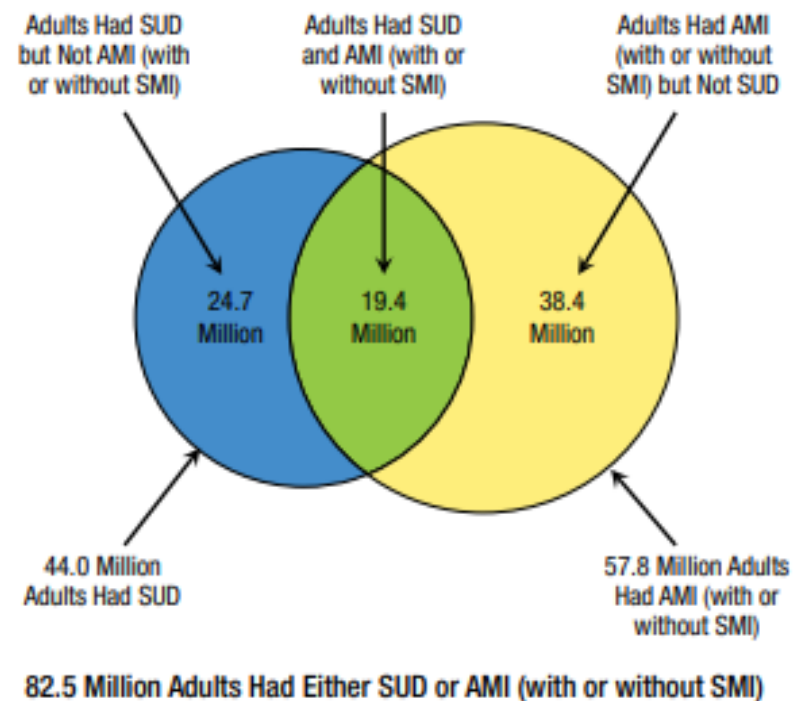 Adults Had SUD
but Not AMI (with
or without SMI)
Adults Had SUD
and AMI (with or
without SMI)
Adults Had AMI
(with or without
SMI) but Not SUD
24.7
Million
19.4
Million
38.4
Million
44.0 Million
Adults Had SUD
57.8 Million Adults
Had AMI (with or
without SMI)
82.5 Million Adults Had Either SUD or AMI (with or without SMI)